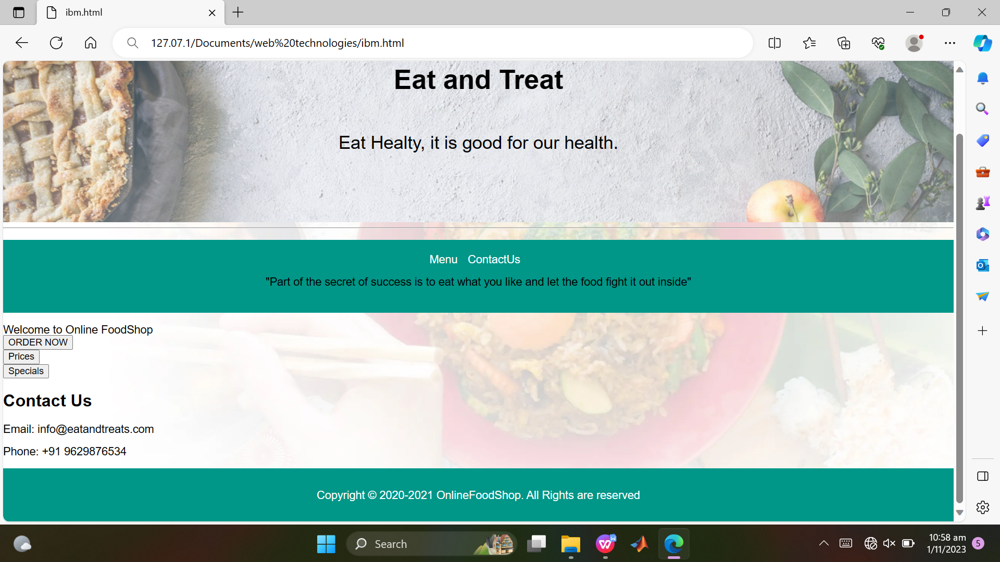 ibm.html
127.07.1/Documents/web%20technologies/ibm.html
Eat and Treat
Eat Healty, it is good for our health.
Menu ContactUs
"Part of the secret of success is to eat what you like and let the food fight it out inside"
Welcome to Online FoodShop
ORDER NOW
Prices
Specials
Contact Us
Email: info@eatandtreats.com
Phone: +91 9629876534
Copyright © 2020-2021 OnlineFoodShop. All Rights are reserved
Search
10:58 am
1/11/2023
5